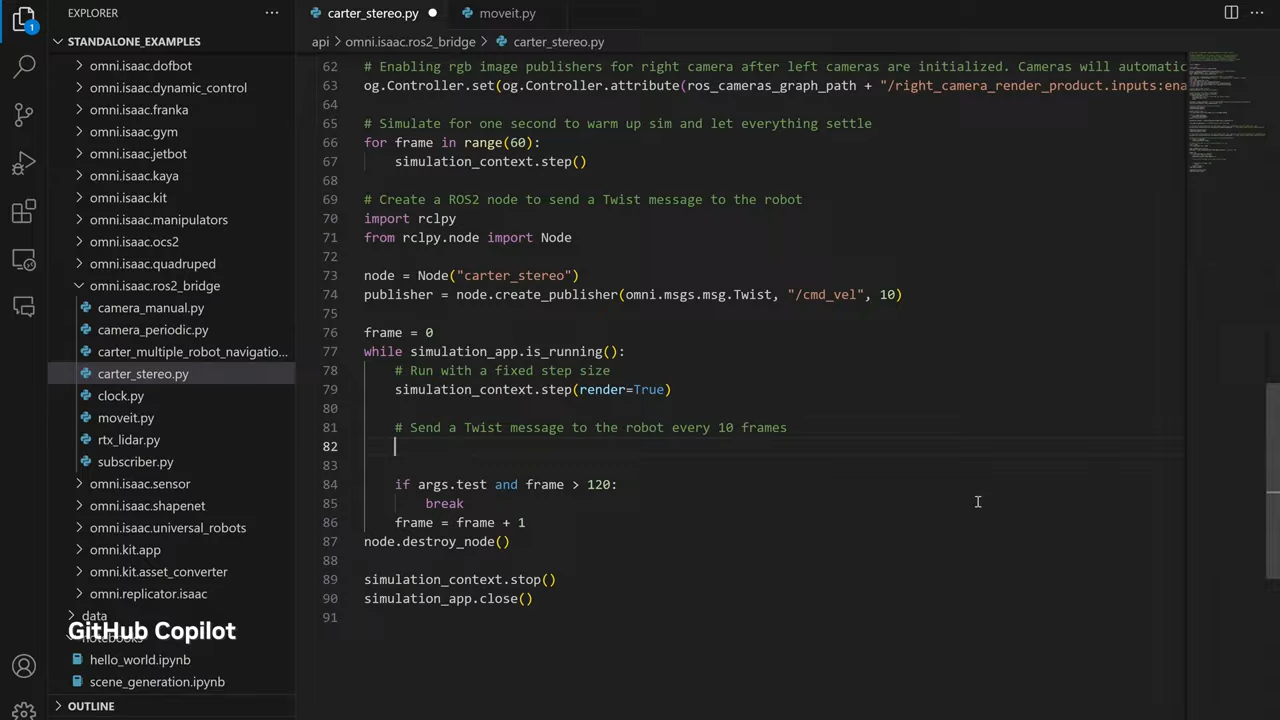 EXPLORER
1
STANDALONE_EXAMPLES
omni.isaac.dofbot
omni.isaac.dynamic_control
omni.isaac.franka
omni.isaac.gym
omni.isaac.jetbot
omni.isaac.kaya
omni.isaac.kit
omni.isaac.manipulators
omni.isaac.ocs2
omni.isaac.quadruped
omni.isaac.ros2_bridge
camera_manual.py
camera_periodic.py
carter_multiple_robot_navigatio...
carter_stereo.py
clock.py
moveit.py
rtx_lidar.py
subscriber.py
omni.isaac.sensor
omni.isaac.shapenet
omni.isaac.universal_robots
omni.kit.app
omni.kit.asset_converter
omni.replicator.isaac
data
GitHub Copilot
notebooks
hello_world.ipynb
scene_generation.ipynb
OUTLINE
carter_stereo.py moveit.py
api > omni.isaac.ros2_bridge > carter_stereo.py
62 # Enabling rgb image publishers for right camera after left cameras are initialized. Cameras will automatic
63 og.Controller.set(og.Controller.attribute(ros_cameras_graph_path + "/right_camera_render_product.inputs:ena
64
65 # Simulate for one second to warm up sim and let everything settle
66 for frame in range(60):
67 simulation_context.step()
68
69 # Create a ROS2 node to send a Twist message to the robot
70 import rclpy
71 from rclpy.node import Node
72
73 node = Node("carter_stereo")
74 publisher = node.create_publisher(omni.msgs.msg.Twist, "/cmd_vel", 10)
75
76 frame = 0
77 while simulation_app.is_running():
78 # Run with a fixed step size
79 simulation_context.step(render=True)
80
81 # Send a Twist message to the robot every 10 frames
82
83
84 if args.test and frame > 120:
85 break
86 frame = frame + 1
87 node.destroy_node()
88
89 simulation_context.stop()
90 simulation_app.close()
91